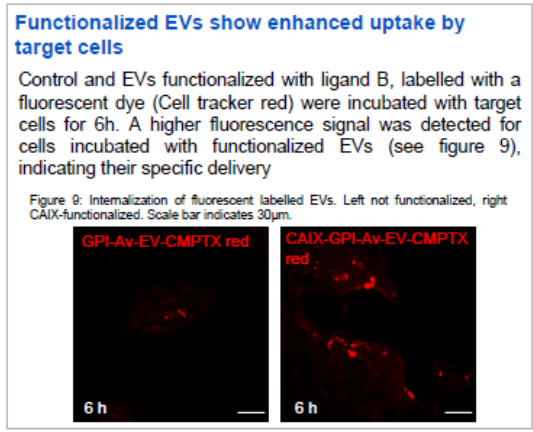 Functionalized EVs show enhanced uptake by
target cells
Control and EVs functionalized with ligand B, labelled with a
fluorescent dye (Cell tracker red) were incubated with target
cells for 6h. A higher fluorescence signal was detected for
cells incubated with functionalized EVs (see figure 9),
indicating their specific delivery
Figure 9: Internalization of fluorescent labelled EVs. Left not functionalized, right
CAIX-functionalized. Scale bar indicates 30µm.
GPI-Av-EV-CMPTX red
6 h
CAIX-GPI-Av-EV-CMPTX
red
6 h